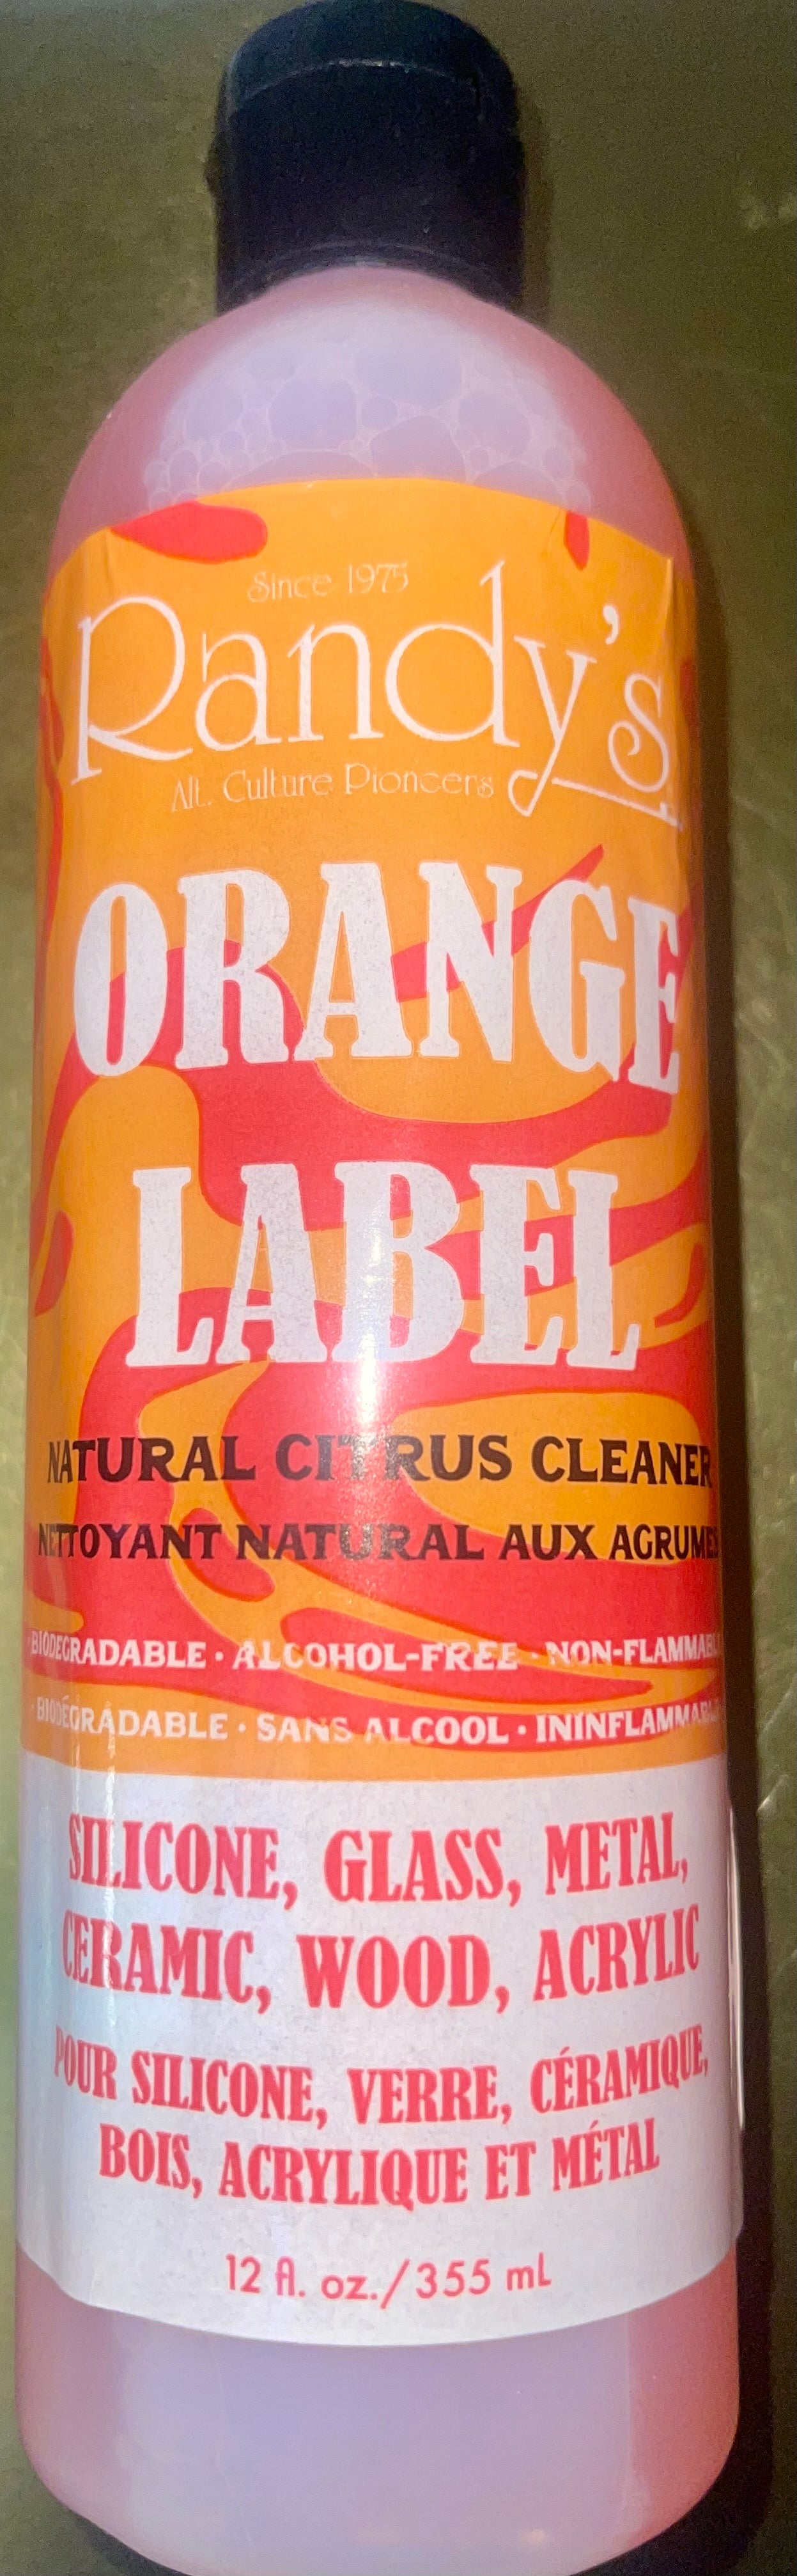 Since 1975
Randy's
Alt. Culture Pioneers
ORANGE
LABEL
NATURAL CITRUS CLEANER
NETTOYANT NATURAL AUX AGRUMES
BIODEGRADABLE · ALCOHOL-FREE · NON-FLAMMABL
· BIODÉGRADABLE · SANS ALCOOL · ININFLAMMABL
SILICONE, GLASS, METAL,
CERAMIC, WOOD, ACRYLIC
POUR SILICONE, VERRE, CÉRAMIQUE,
BOIS, ACRYLIQUE ET MÉTAL
12 fl. oz./355 mL